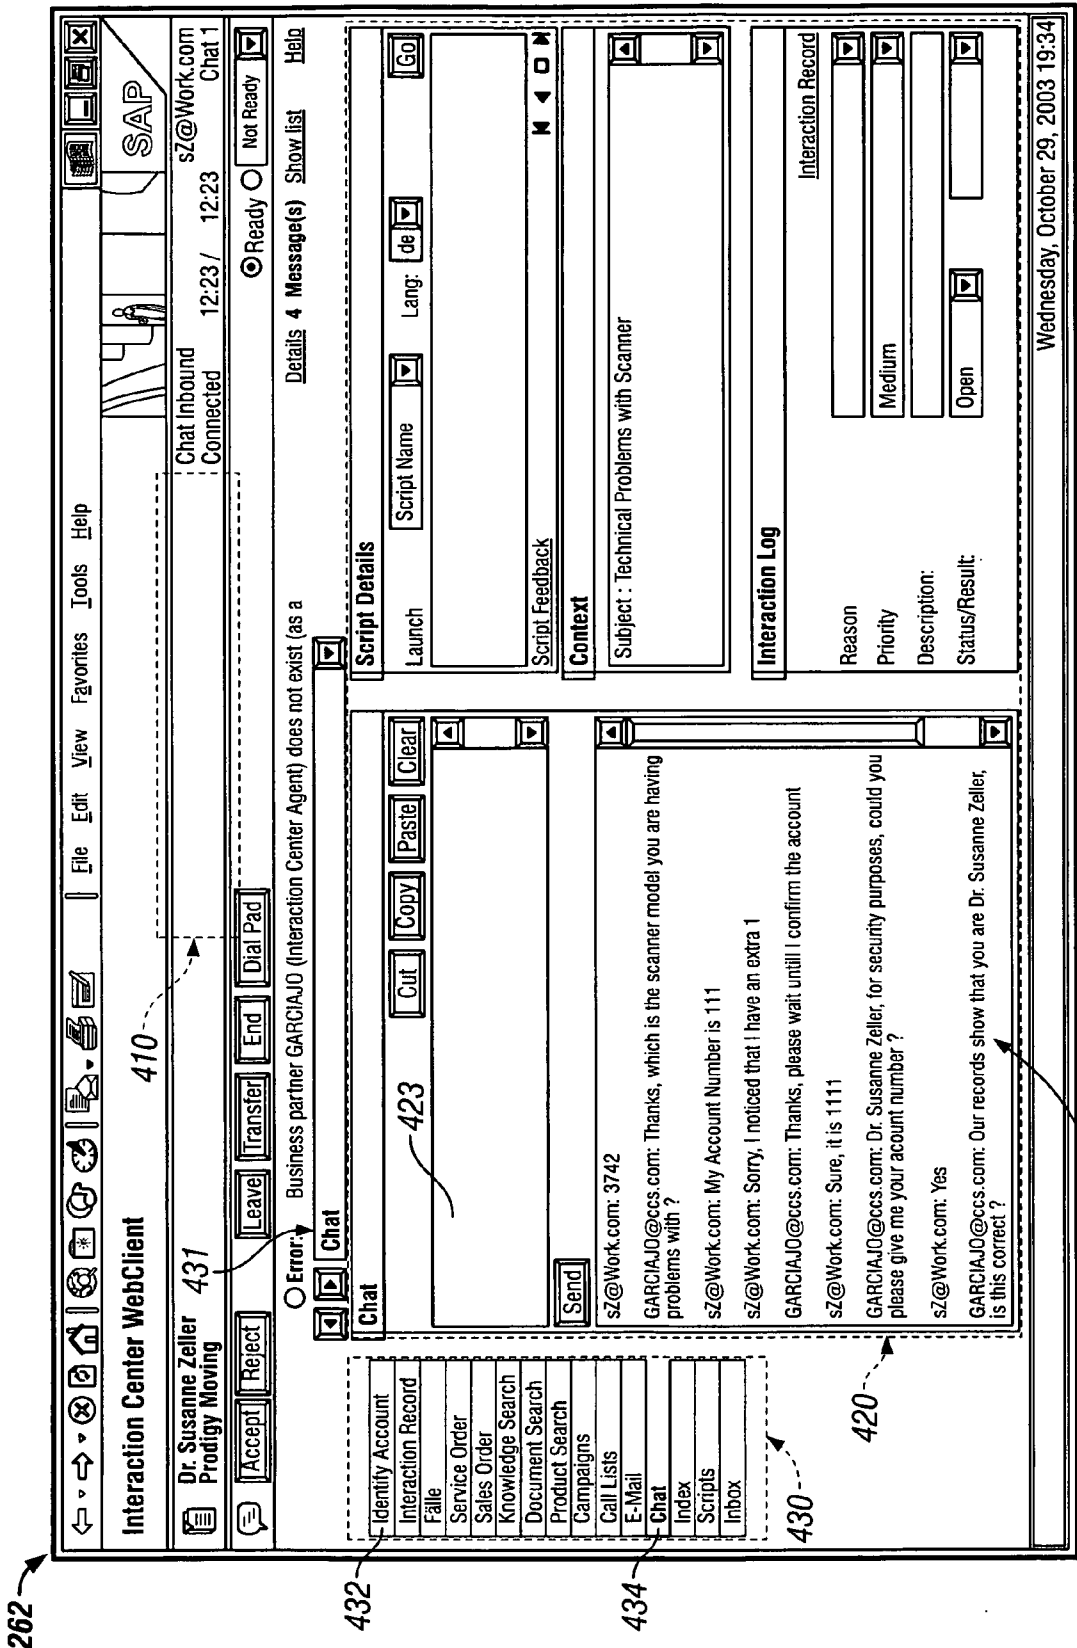 262
File Edit View Favorites Tools Help
Interaction Center WebClient
410
SAP
Dr. Susanne Zeller
Prodigy Moving
431
Chat Inbound
Connected
12:23 / 12:23
sZ@Work.com
Chat 1
Accept Reject Leave Transfer End Dial Pad
Ready Not Ready
Error: Business partner GARCIAJO (Interaction Center Agent) does not exist (as a
Details 4 Message(s) Show list Help
Chat
432
Identify Account
Interaction Record
Fälle
Service Order
Sales Order
Knowledge Search
Document Search
Product Search
Campaigns
Call Lists
E-Mail
Chat
Index
Scripts
Inbox
434
430
Chat
Cut Copy Paste Clear
423
Send
sZ@Work.com: 3742
GARCIAJO@ccs.com: Thanks, which is the scanner model you are having
problems with ?
sZ@Work.com: My Account Number is 111
sZ@Work.com: Sorry, I noticed that I have an extra 1
GARCIAJO@ccs.com: Thanks, please wait untill I confirm the account
sZ@Work.com: Sure, it is 1111
GARCIAJO@ccs.com: Dr. Susanne Zeller, for security purposes, could you
please give me your acount number ?
sZ@Work.com: Yes
GARCIAJO@ccs.com: Our records show that you are Dr. Susanne Zeller,
is this correct ?
420
Script Details
Launch Script Name Lang: de Go
Script Feedback
Context
Subject : Technical Problems with Scanner
Interaction Log
Interaction Record
Reason
Priority Medium
Description:
Status/Result: Open
Wednesday, October 29, 2003 19:34